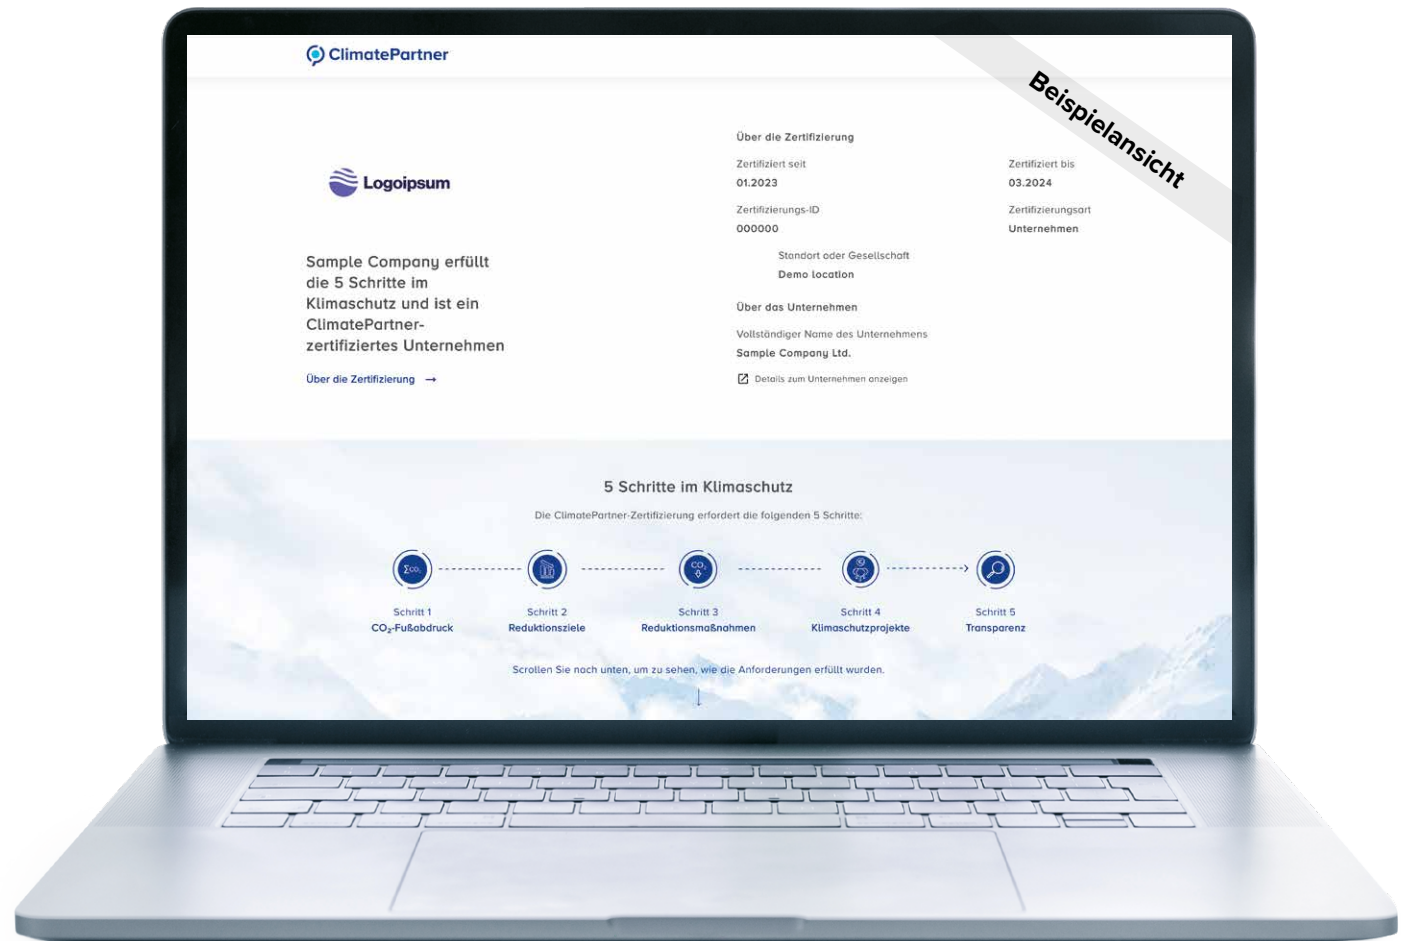 ClimatePartner
Beispielansicht
Logoipsum
Sample Company erfüllt
die 5 Schritte im
Klimaschutz und ist ein
ClimatePartner-
zertifiziertes Unternehmen
Über die Zertifizierung →
Über die Zertifizierung
Zertifiziert seit
01.2023
Zertifiziert bis
03.2024
Zertifizierungs-ID
000000
Zertifizierungsart
Unternehmen
Standort oder Gesellschaft
Demo location
Über das Unternehmen
Vollständiger Name des Unternehmens
Sample Company Ltd.
Details zum Unternehmen anzeigen
5 Schritte im Klimaschutz
Die ClimatePartner-Zertifizierung erfordert die folgenden 5 Schritte:
ΣCO₂
CO₂
Schritt 1
CO₂-Fußabdruck
Schritt 2
Reduktionsziele
Schritt 3
Reduktionsmaßnahmen
Schritt 4
Klimaschutzprojekte
Schritt 5
Transparenz
Scrollen Sie nach unten, um zu sehen, wie die Anforderungen erfüllt wurden.